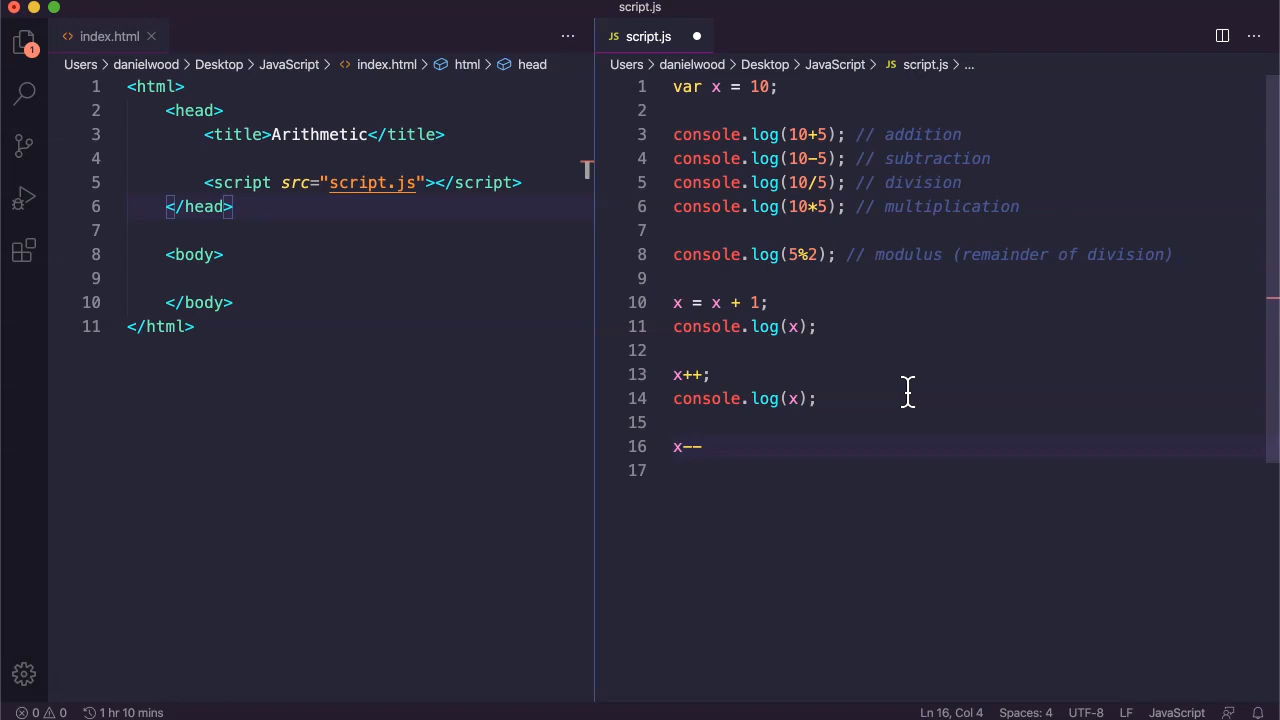 script.js
index.html
JS script.js
Users > danielwood > Desktop > JavaScript > index.html > html > head
Users > danielwood > Desktop > JavaScript > JS script.js > ...
1
1 <html>
2 <head>
3 <title>Arithmetic</title>
4
5 <script src="script.js"></script>
6 </head>
7
8 <body>
9
10 </body>
11 </html>
1 var x = 10;
2
3 console.log(10+5); // addition
4 console.log(10-5); // subtraction
5 console.log(10/5); // division
6 console.log(10*5); // multiplication
7
8 console.log(5%2); // modulus (remainder of division)
9
10 x = x + 1;
11 console.log(x);
12
13 x++;
14 console.log(x);
15
16 x--
17
0 0 1 hr 10 mins
Ln 16, Col 4 Spaces: 4 UTF-8 LF JavaScript